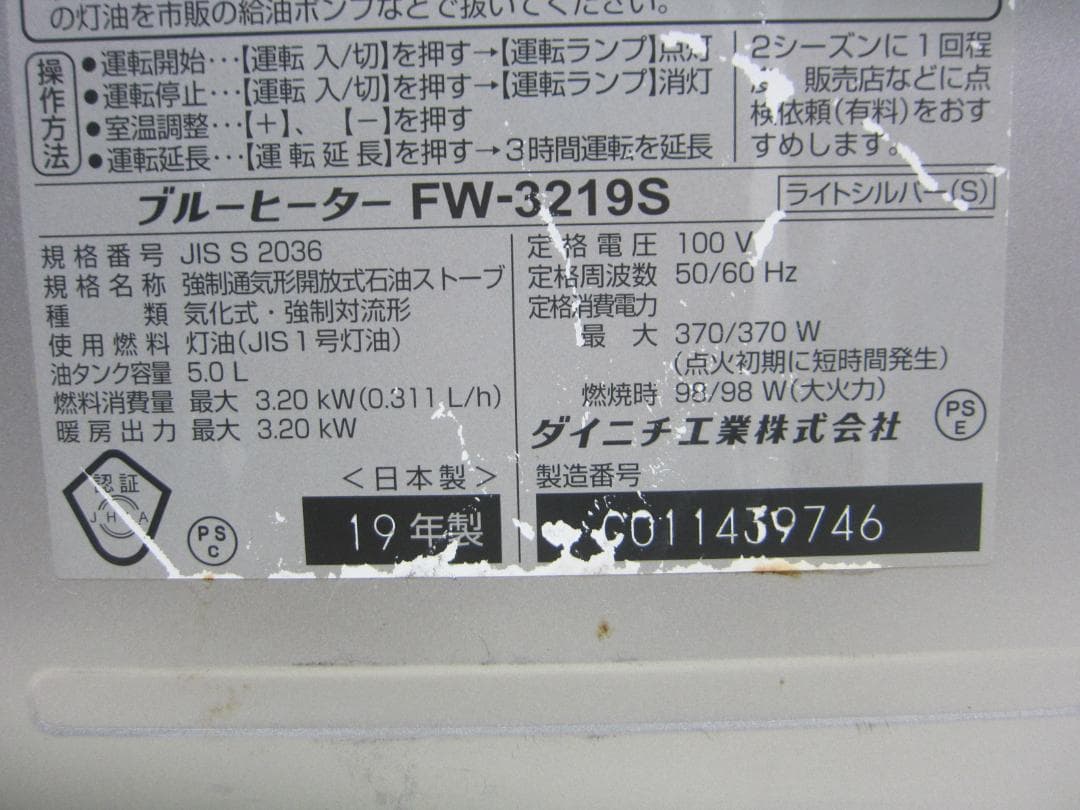 の灯油を市販の給油ポンプなどで抜いてください。
操作方法
●運転開始…【運転 入/切】を押す→【運転ランプ】点灯
●運転停止…【運転 入/切】を押す→【運転ランプ】消灯
●室温調整…【＋】、【－】を押す
●運転延長…【運転延長】を押す→3時間運転を延長
2シーズンに1回程
度、販売店などに点
検依頼(有料)をおす
すめします。
ブルーヒーター FW-3219S
ライトシルバー(S)
規格番号 JIS S 2036
規格名称 強制通気形開放式石油ストーブ
種類 気化式・強制対流形
使用燃料 灯油(JIS1号灯油)
油タンク容量 5.0 L
燃料消費量 最大 3.20 kW(0.311 L/h)
暖房出力 最大 3.20 kW
定格電圧 100 V
定格周波数 50/60 Hz
定格消費電力
最大 370/370 W
(点火初期に短時間発生)
燃焼時 98/98 W(大火力)
ダイニチ工業株式会社
PS
E
認証
JHA
PS
C
＜日本製＞
19年製
製造番号
C011439746